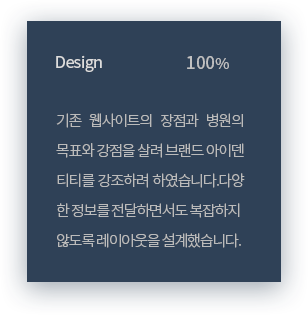 Design 100%
기존 웹사이트의 장점과 병원의
목표와 강점을 살려 브랜드 아이덴
티티를 강조하려 하였습니다.다양
한 정보를 전달하면서도 복잡하지
않도록 레이아웃을 설계했습니다.